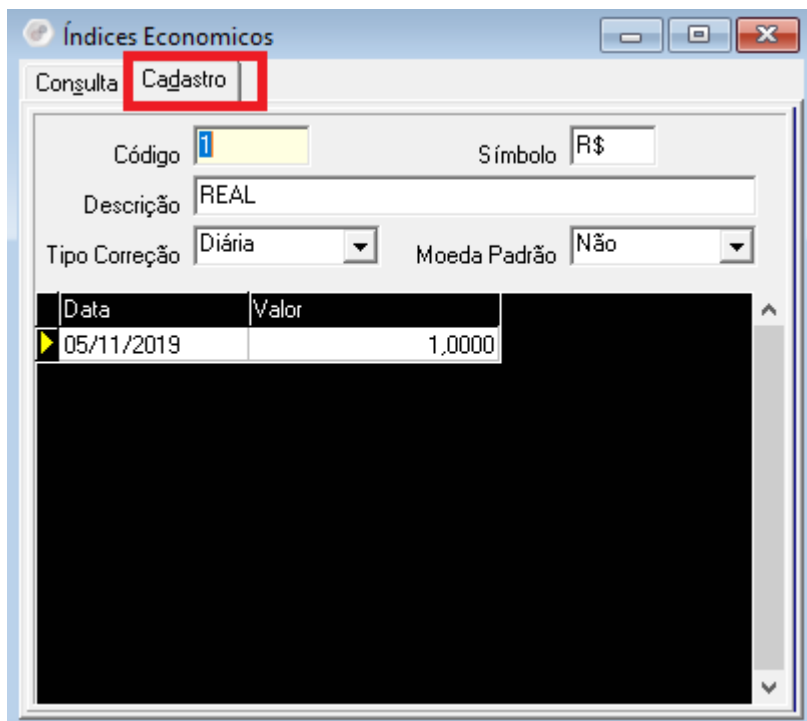 Índices Economicos
Consulta Cadastro
Código 1 Símbolo R$
Descrição REAL
Tipo Correção Diária Moeda Padrão Não
Data Valor
05/11/2019 1,0000